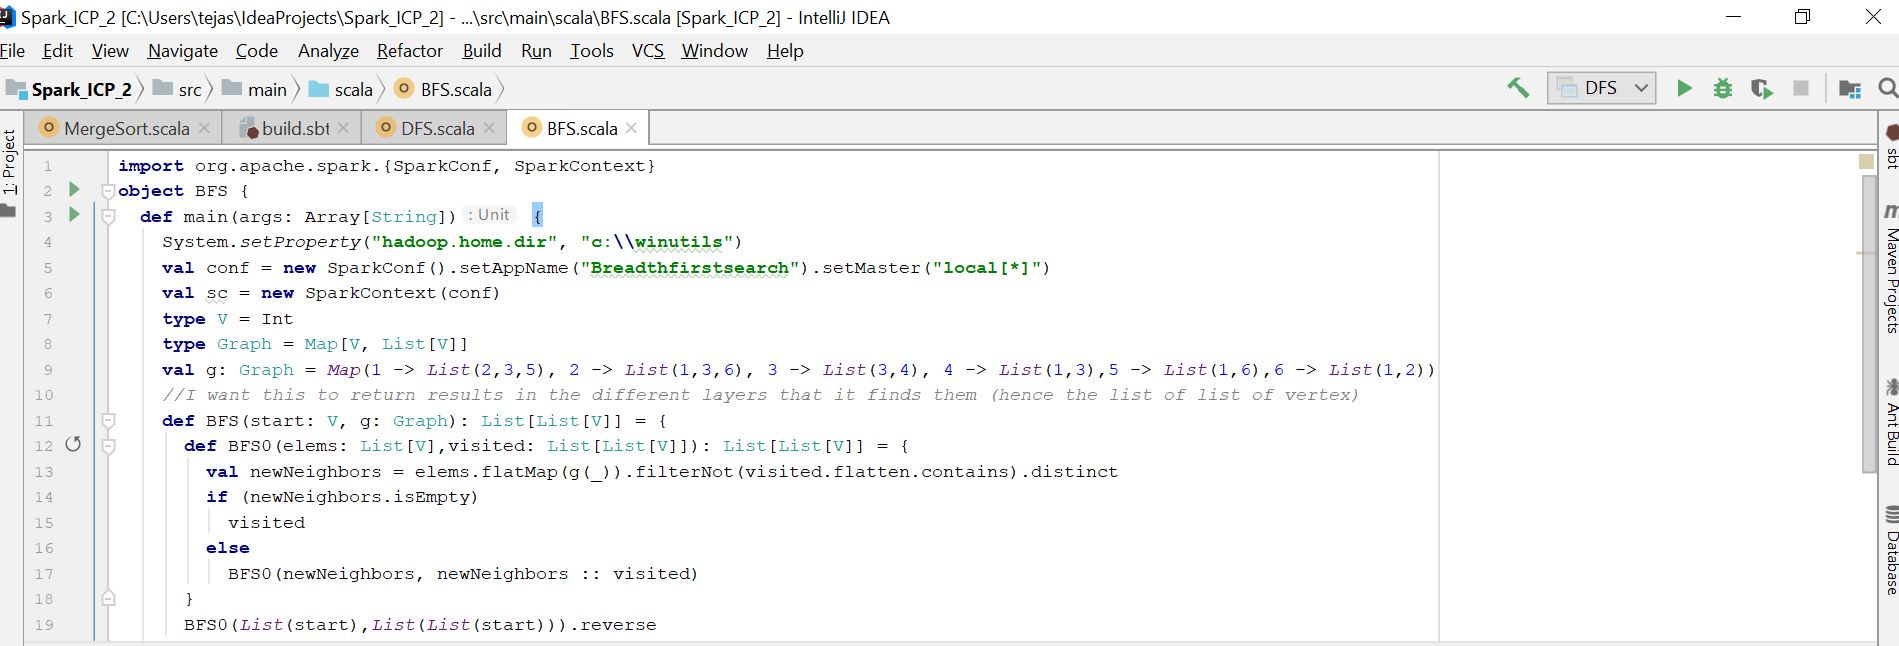 Spark_ICP_2 [C:\Users\tejas\IdeaProjects\Spark_ICP_2] - ...\src\main\scala\BFS.scala [Spark_ICP_2] - IntelliJ IDEA
File Edit View Navigate Code Analyze Refactor Build Run Tools VCS Window Help
Spark_ICP_2 src main scala BFS.scala DFS
MergeSort.scala build.sbt DFS.scala BFS.scala
1: Project
1 import org.apache.spark.{SparkConf, SparkContext}
2 object BFS {
3 def main(args: Array[String]) : Unit {
4 System.setProperty("hadoop.home.dir", "c:\\winutils")
5 val conf = new SparkConf().setAppName("Breadthfirstsearch").setMaster("local[*]")
6 val sc = new SparkContext(conf)
7 type V = Int
8 type Graph = Map[V, List[V]]
9 val g: Graph = Map(1 -> List(2,3,5), 2 -> List(1,3,6), 3 -> List(3,4), 4 -> List(1,3),5 -> List(1,6),6 -> List(1,2))
10 //I want this to return results in the different layers that it finds them (hence the list of list of vertex)
11 def BFS(start: V, g: Graph): List[List[V]] = {
12 def BFS0(elems: List[V],visited: List[List[V]]): List[List[V]] = {
13 val newNeighbors = elems.flatMap(g(_)).filterNot(visited.flatten.contains).distinct
14 if (newNeighbors.isEmpty)
15 visited
16 else
17 BFS0(newNeighbors, newNeighbors :: visited)
18 }
19 BFS0(List(start),List(List(start))).reverse
sbt
m Maven Projects
Ant Build
Database